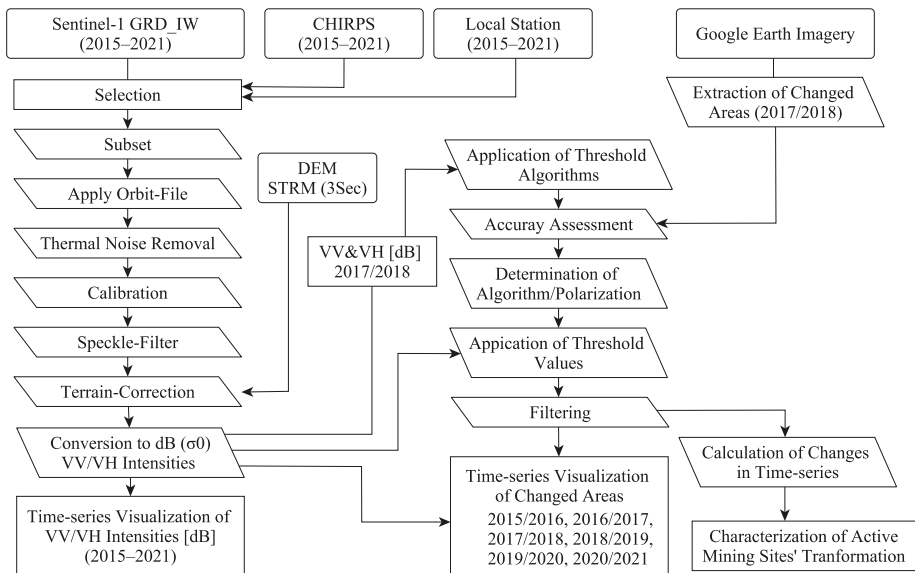 Sentinel-1 GRD_IW
(2015–2021)
CHIRPS
(2015–2021)
Local Station
(2015–2021)
Google Earth Imagery
Selection
Extraction of Changed
Areas (2017/2018)
Subset
Apply Orbit-File
Thermal Noise Removal
Calibration
Speckle-Filter
Terrain-Correction
Conversion to dB (σ0)
VV/VH Intensities
Time-series Visualization of
VV/VH Intensities [dB]
(2015–2021)
DEM
STRM (3Sec)
VV&VH [dB]
2017/2018
Application of Threshold
Algorithms
Accuray Assessment
Determination of
Algorithm/Polarization
Appication of Threshold
Values
Filtering
Time-series Visualization
of Changed Areas
2015/2016, 2016/2017,
2017/2018, 2018/2019,
2019/2020, 2020/2021
Calculation of Changes
in Time-series
Characterization of Active
Mining Sites' Tranformation